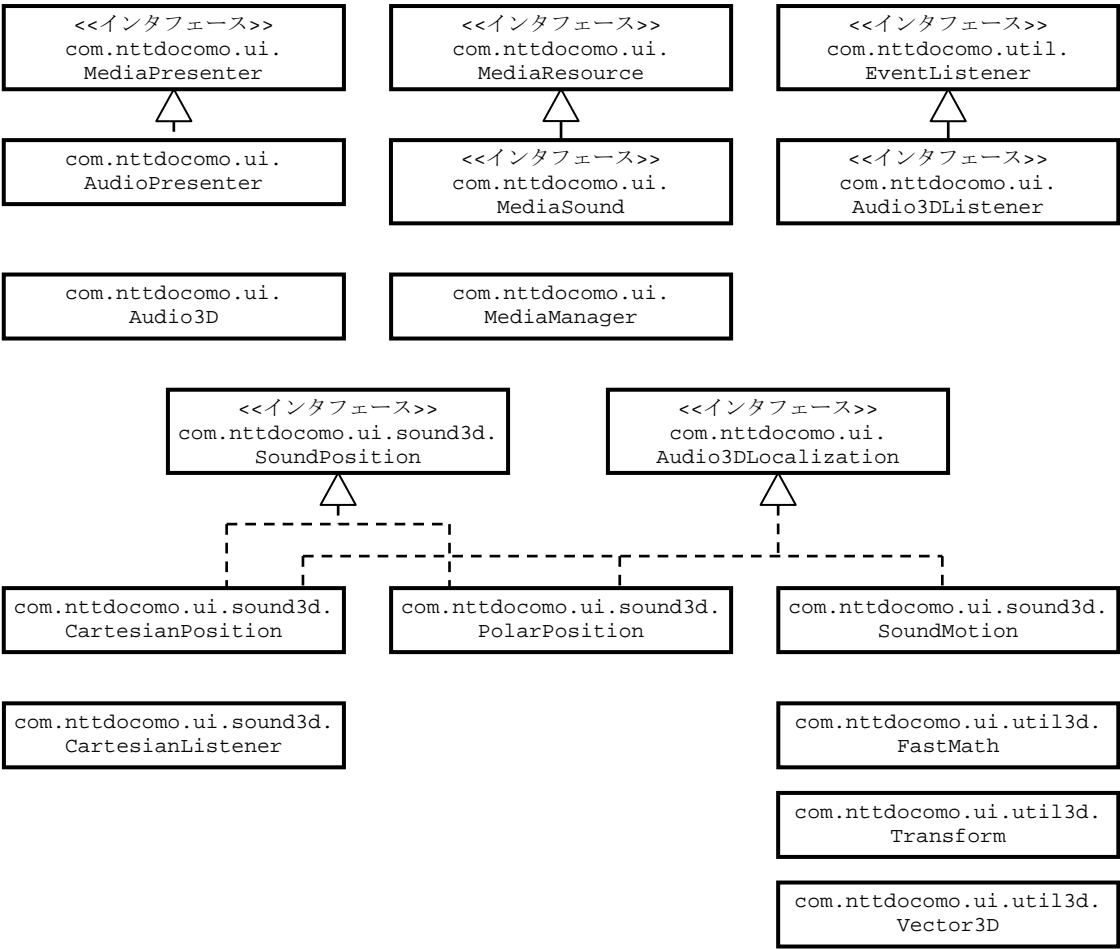 <<インタフェース>>
com.nttdocomo.ui.
MediaPresenter
<<インタフェース>>
com.nttdocomo.ui.
MediaResource
<<インタフェース>>
com.nttdocomo.util.
EventListener
com.nttdocomo.ui.
AudioPresenter
<<インタフェース>>
com.nttdocomo.ui.
MediaSound
<<インタフェース>>
com.nttdocomo.ui.
Audio3DListener
com.nttdocomo.ui.
Audio3D
com.nttdocomo.ui.
MediaManager
<<インタフェース>>
com.nttdocomo.ui.sound3d.
SoundPosition
<<インタフェース>>
com.nttdocomo.ui.
Audio3DLocalization
com.nttdocomo.ui.sound3d.
CartesianPosition
com.nttdocomo.ui.sound3d.
PolarPosition
com.nttdocomo.ui.sound3d.
SoundMotion
com.nttdocomo.ui.sound3d.
CartesianListener
com.nttdocomo.ui.util3d.
FastMath
com.nttdocomo.ui.util3d.
Transform
com.nttdocomo.ui.util3d.
Vector3D